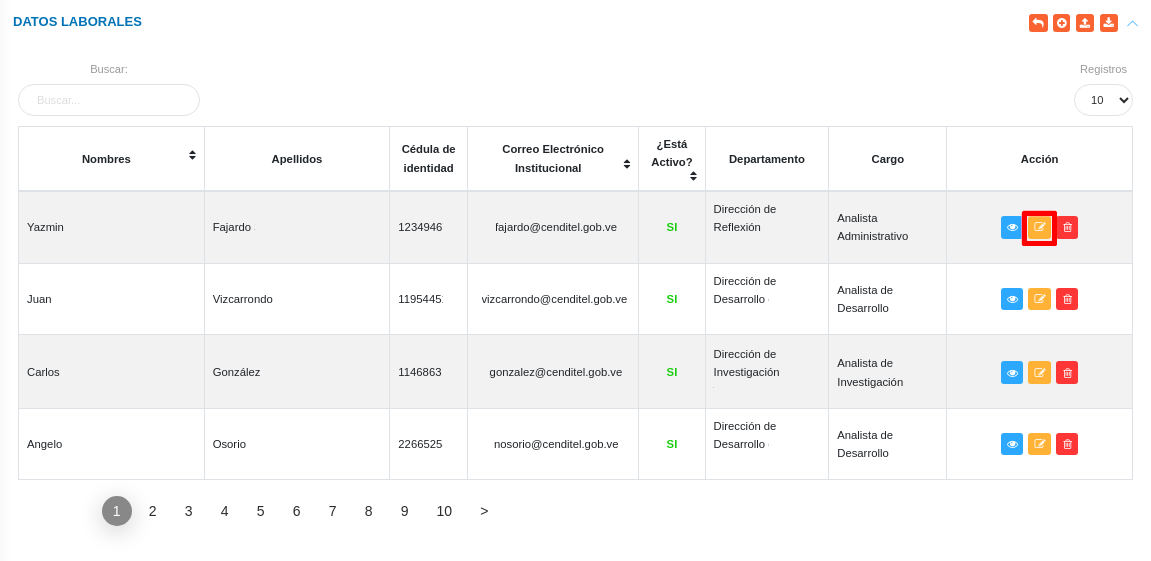 DATOS LABORALES
Buscar:
Registros
Buscar...
10
Nombres
Apellidos
Cédula de
identidad
Correo Electrónico
Institucional
¿Está
Activo?
Departamento
Cargo
Acción
Yazmin
Fajardo
1234946
fajardo@cenditel.gob.ve
SI
Dirección de
Reflexión
Analista
Administrativo
Juan
Vizcarrondo
11954451
vizcarrondo@cenditel.gob.ve
SI
Dirección de
Desarrollo
Analista de
Desarrollo
Carlos
González
1146863
gonzalez@cenditel.gob.ve
SI
Dirección de
Investigación
Analista de
Investigación
Angelo
Osorio
2266525
nosorio@cenditel.gob.ve
SI
Dirección de
Desarrollo
Analista de
Desarrollo
1 2 3 4 5 6 7 8 9 10 >